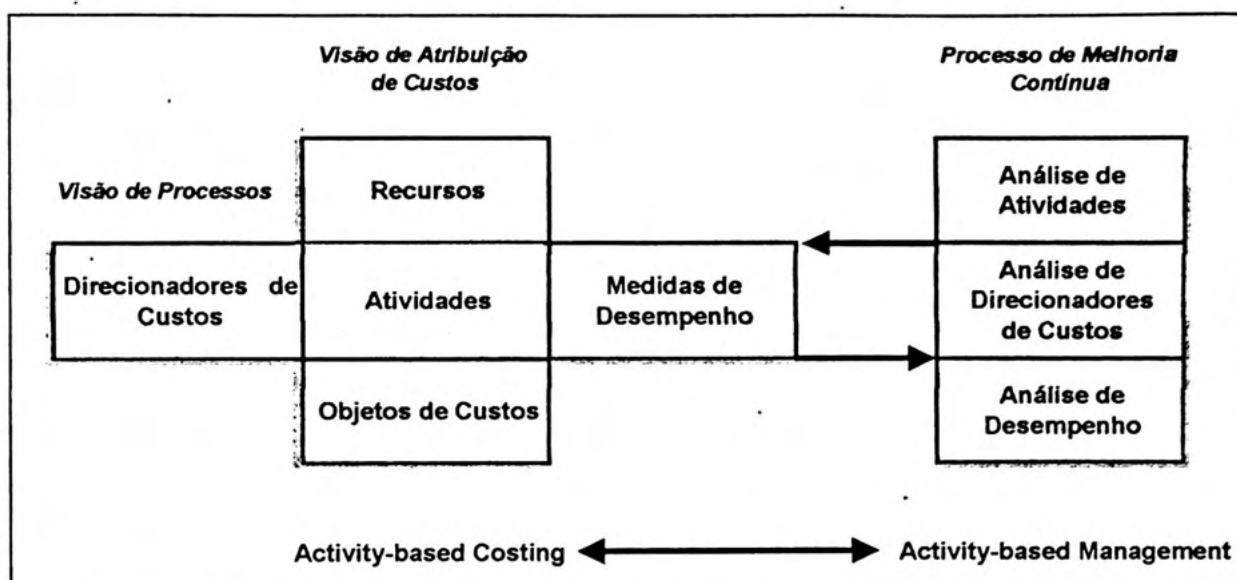 Visão de Atribuição
de Custos
Processo de Melhoria
Contínua
Visão de Processos
Recursos
Análise de
Atividades
Direcionadores de
Custos
Atividades
Medidas de
Desempenho
Análise de
Direcionadores
de Custos
Objetos de Custos
Análise de
Desempenho
Activity-based Costing
Activity-based Management